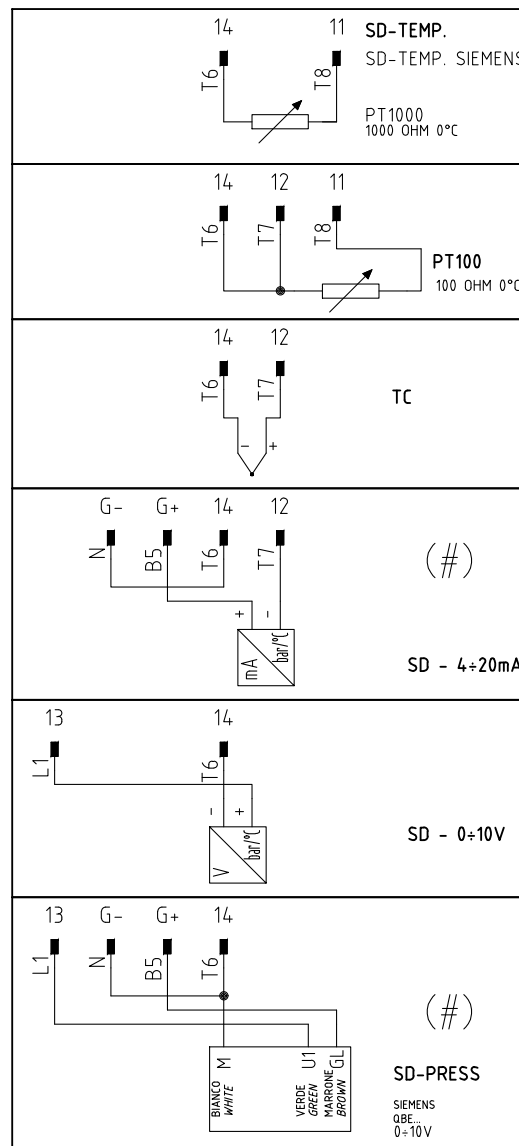 14 11 SD-TEMP.
T6 T8 SD-TEMP. SIEMENS
PT1000
1000 OHM 0°C
14 12 11
T6 T7 T8
PT100
100 OHM 0°C
14 12
T6 T7
- +
TC
G- G+ 14 12
N B5 T6 T7
(#)
+ -
mA bar/°C
SD - 4÷20mA
13 14
L1 T6
- +
V bar/°C
SD - 0÷10V
13 G- G+ 14
L1 N B5 T6
(#)
M U1 GL
BIANCO VERDE MARRONE
WHITE GREEN BROWN
SD-PRESS
SIEMENS
QBE...
0÷10V